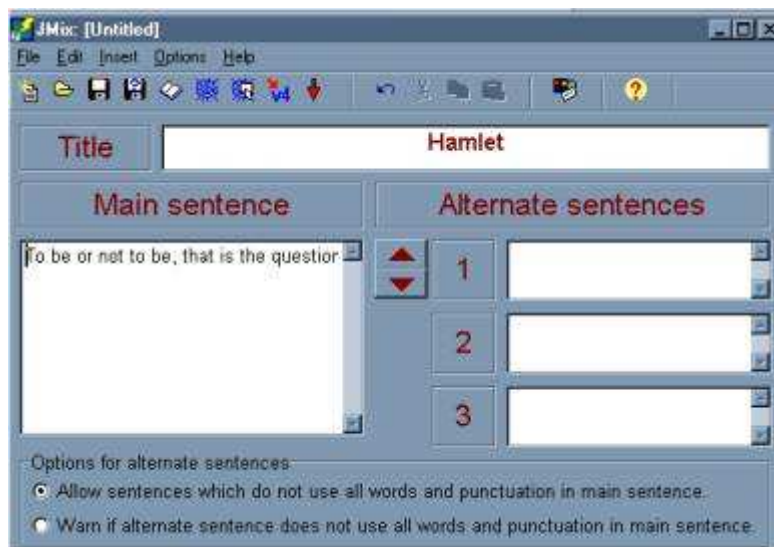 JMix: [Untitled]
File Edit Insert Options Help
Title
Hamlet
Main sentence
Alternate sentences
To be or not to be, that is the question
1
2
3
Options for alternate sentences
Allow sentences which do not use all words and punctuation in main sentence.
Warn if alternate sentence does not use all words and punctuation in main sentence.